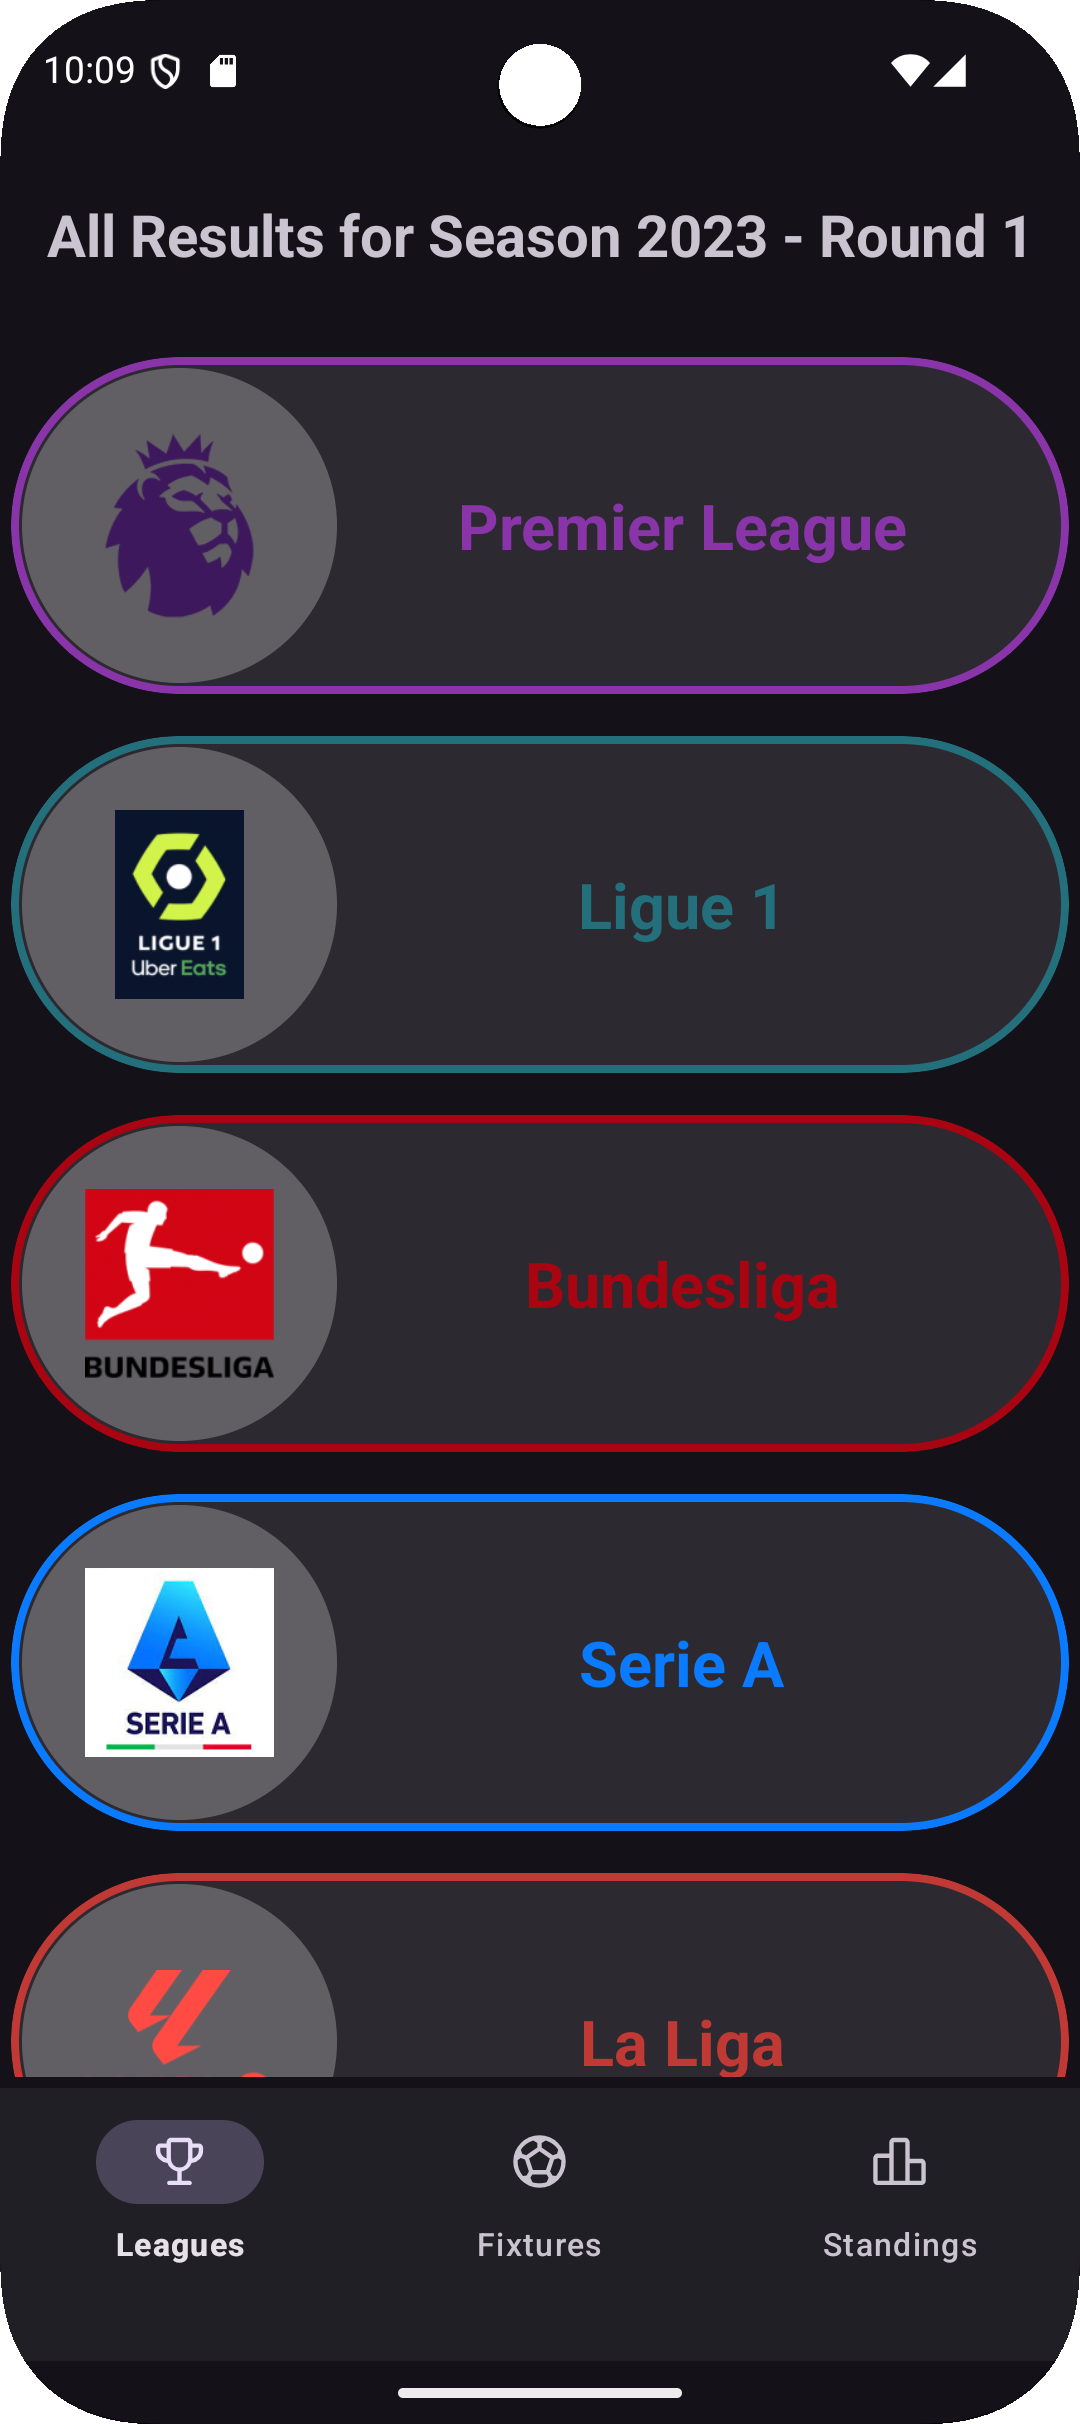 10:09
All Results for Season 2023 - Round 1
Premier League
LIGUE 1
Uber Eats
Ligue 1
BUNDESLIGA
Bundesliga
SERIE A
Serie A
La Liga
Leagues
Fixtures
Standings